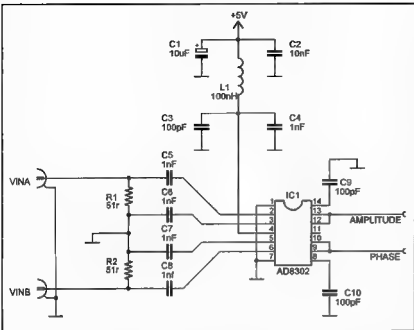 +5V
C1
10uF
+
C2
10nF
L1
100nH
C3
100pF
C4
1nF
C5
1nF
VINA
R1
51r
C6
1nF
C7
1nF
R2
51r
C8
1nf
VINB
IC1
1
2
3
4
5
6
7
14
13
12
11
10
9
8
AD8302
C9
100pF
AMPLITUDE
PHASE
C10
100pF